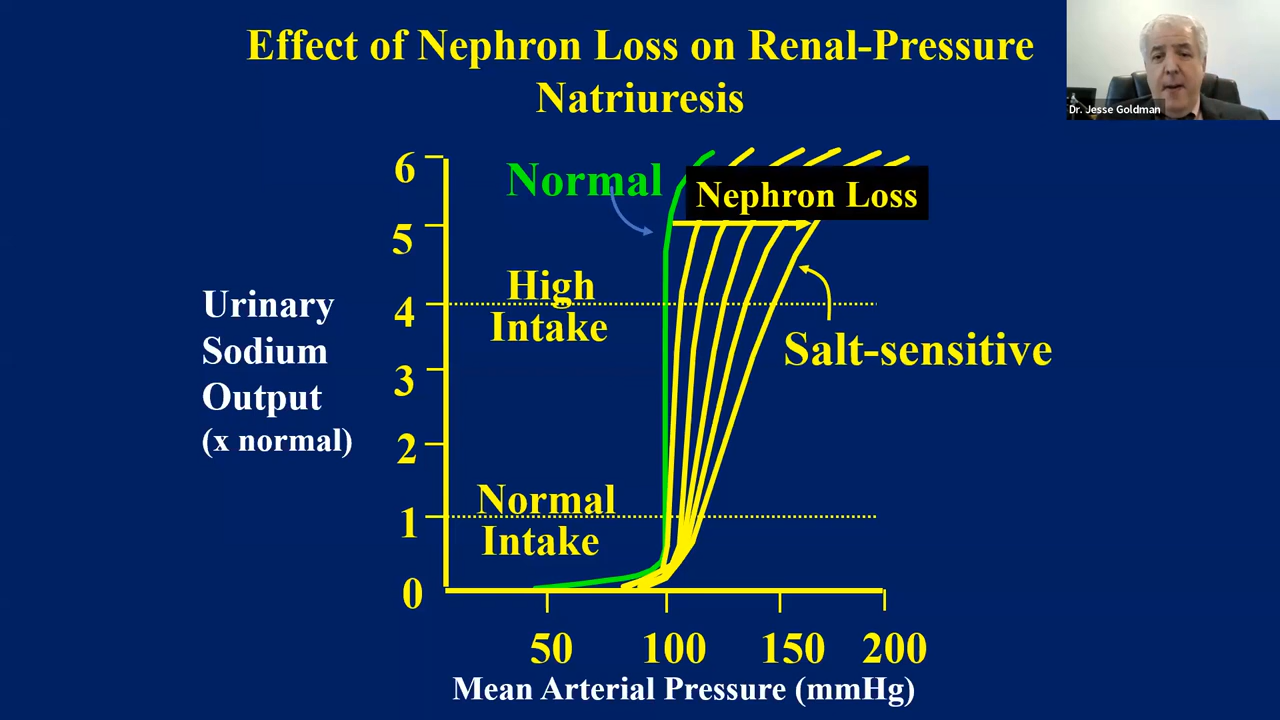 Effect of Nephron Loss on Renal-Pressure
Natriuresis
Dr. Jesse Goldman
6
Normal
Nephron Loss
5
High
Intake
Urinary
Sodium
Output
(x normal)
4
Salt-sensitive
3
2
Normal
Intake
1
0
50 100 150 200
Mean Arterial Pressure (mmHg)